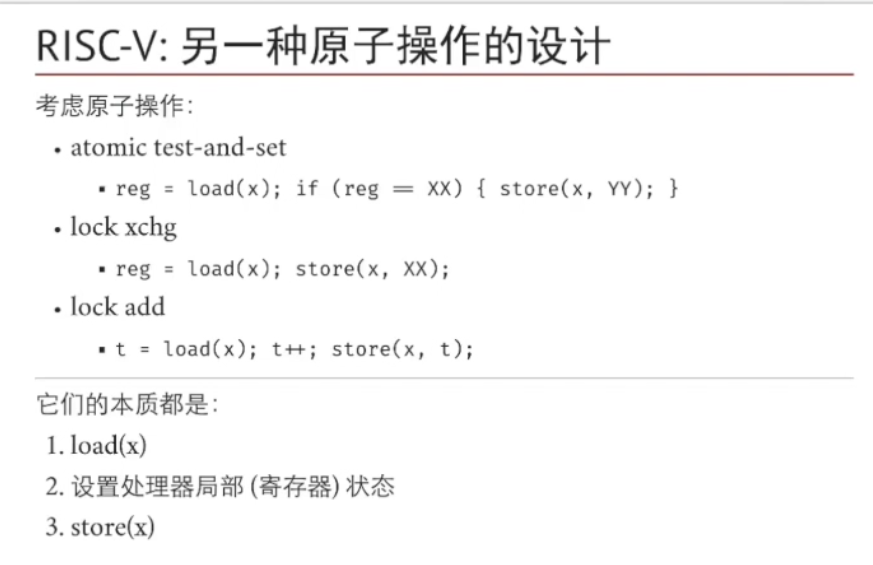 RISC-V: 另一种原子操作的设计
考虑原子操作:
• atomic test-and-set
▪ reg = load(x); if (reg == XX) { store(x, YY); }
• lock xchg
▪ reg = load(x); store(x, XX);
• lock add
▪ t = load(x); t++; store(x, t);
它们的本质都是:
1. load(x)
2. 设置处理器局部 (寄存器) 状态
3. store(x)